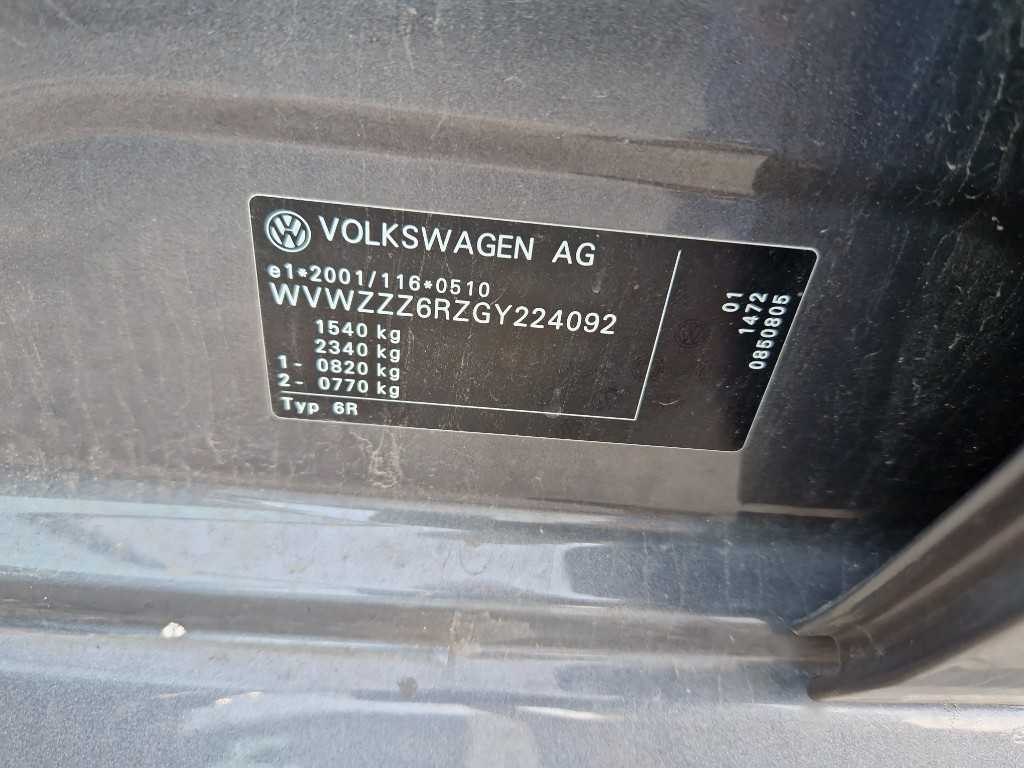 VOLKSWAGEN AG
e1*2001/116*0510
WVWZZZ6RZGY224092
1540 kg
2340 kg
1- 0820 kg
2- 0770 kg
Typ 6R
01
1472
0850805